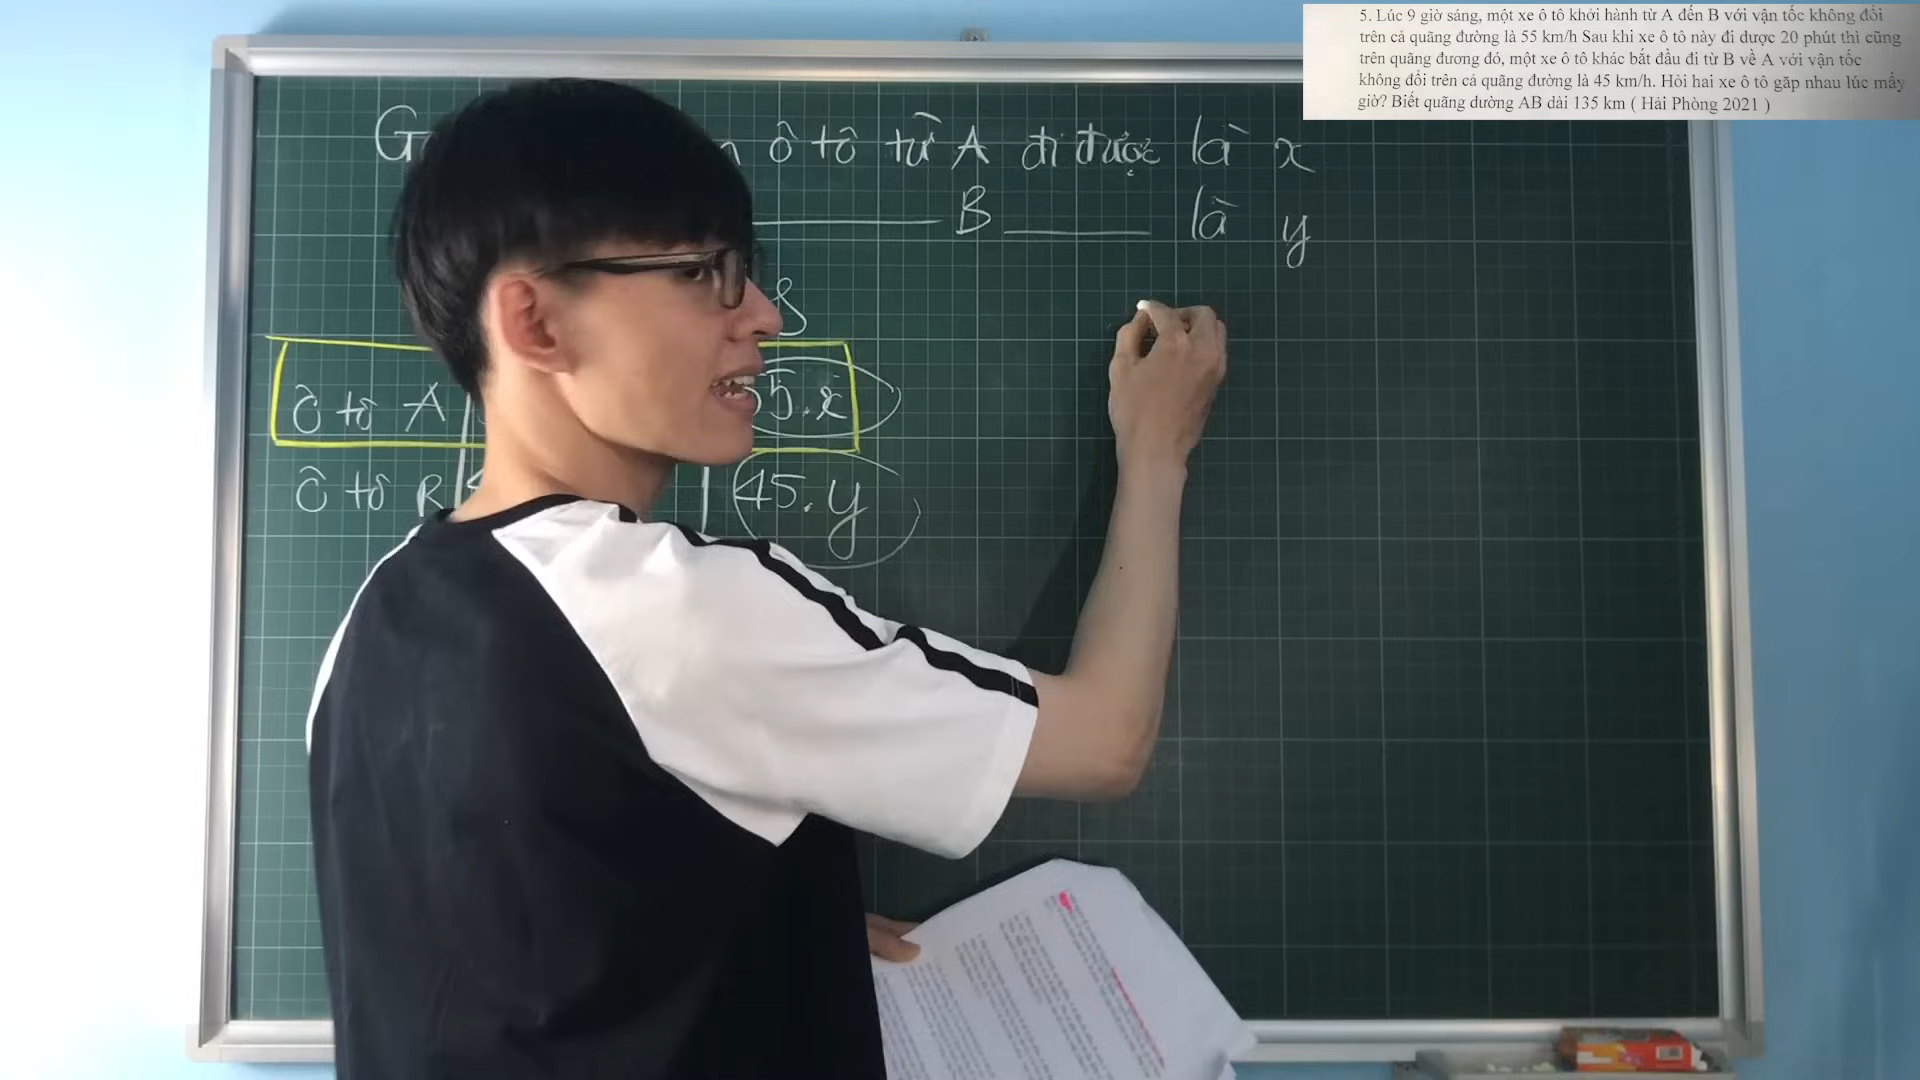 5. Lúc 9 giờ sáng, một xe ô tô khởi hành từ A đến B với vận tốc không đổi
trên cả quãng đường là 55 km/h Sau khi xe ô tô này đi được 20 phút thì cũng
trên quãng đương đó, một xe ô tô khác bắt đầu đi từ B về A với vận tốc
không đổi trên cả quãng đường là 45 km/h. Hỏi hai xe ô tô gặp nhau lúc mấy
giờ? Biết quãng đường AB dài 135 km ( Hải Phòng 2021 )
ô tô từ A đi được là x
B là y
S
Ô tô A 55.x
Ô tô B 45.y